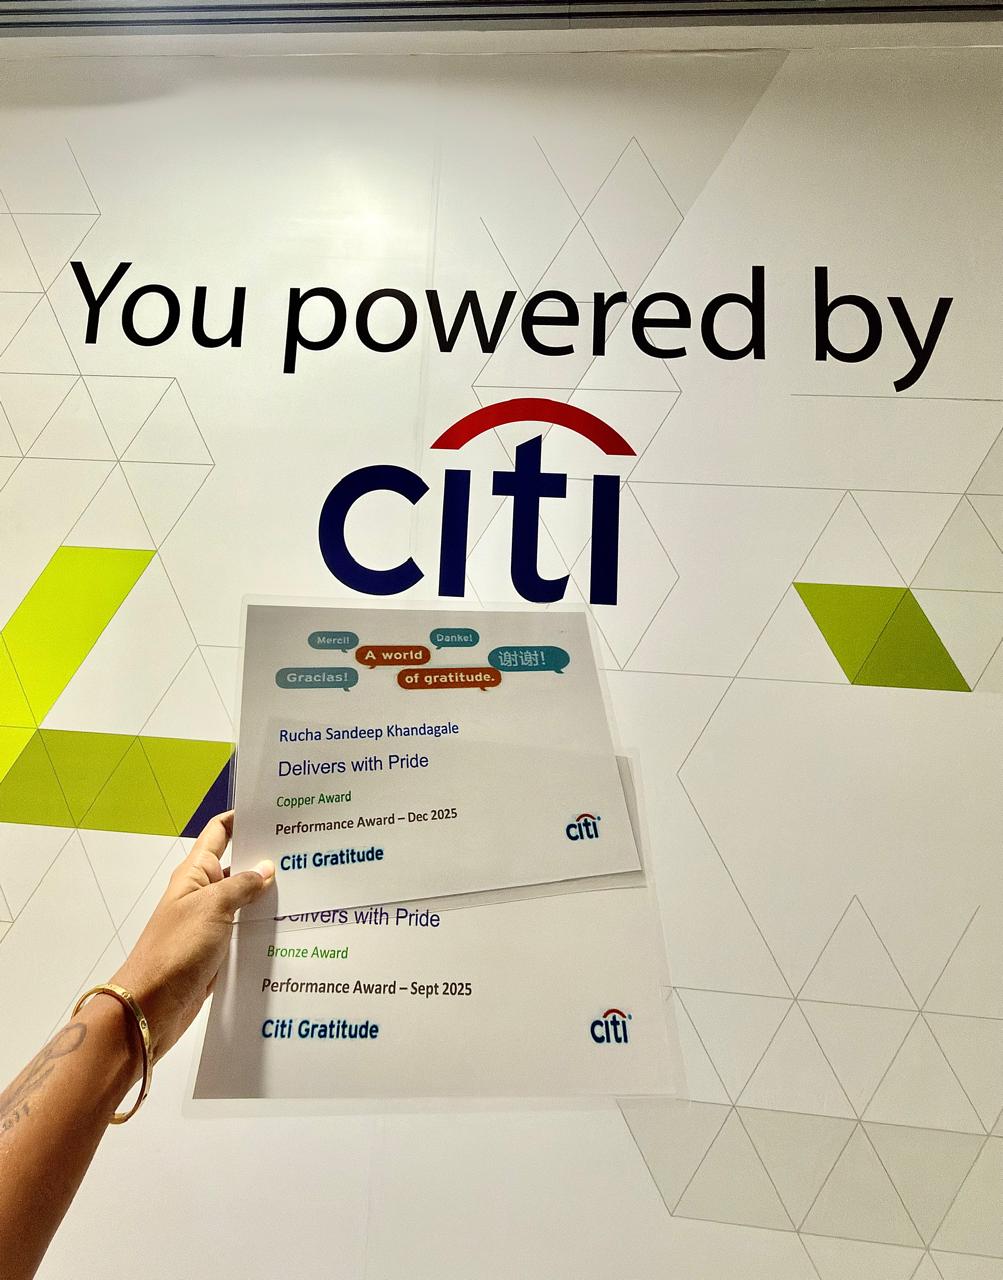 You powered by
citi
Merci!
Danke!
A world
谢谢!
Gracias!
of gratitude.
Rucha Sandeep Khandagale
Delivers with Pride
Copper Award
Performance Award – Dec 2025
citi
Citi Gratitude
Delivers with Pride
Bronze Award
Performance Award – Sept 2025
Citi Gratitude
citi